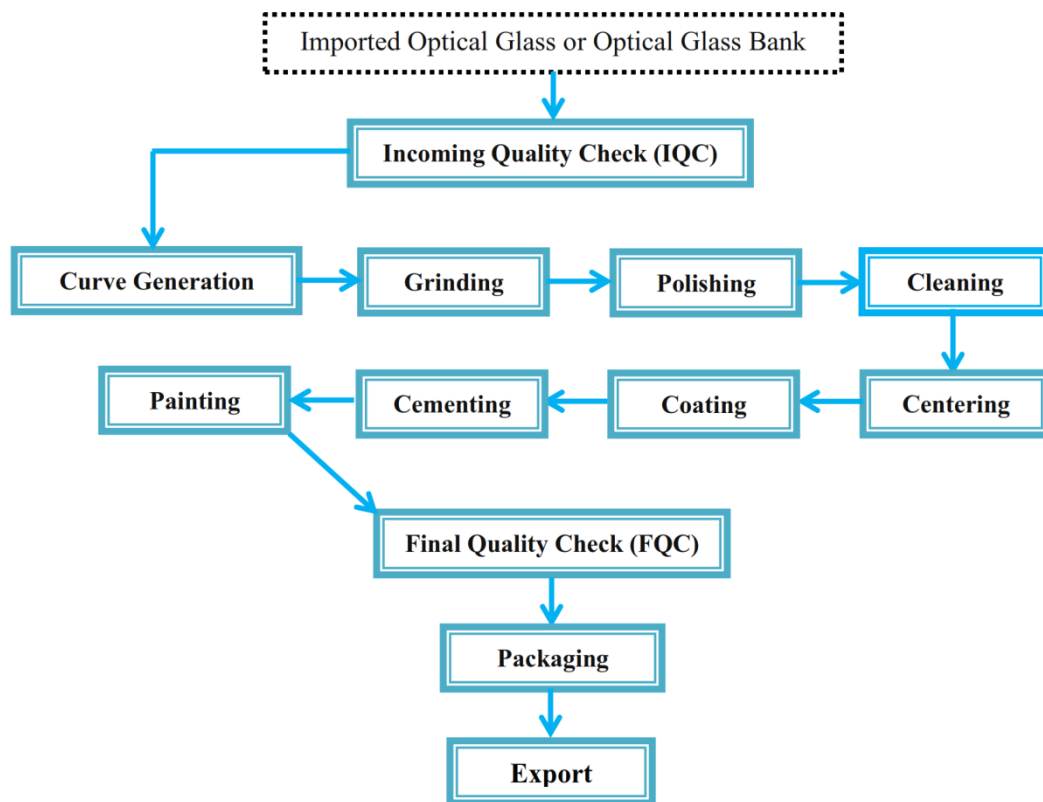 Imported Optical Glass or Optical Glass Bank
Incoming Quality Check (IQC)
Curve Generation
Grinding
Polishing
Cleaning
Centering
Coating
Cementing
Painting
Final Quality Check (FQC)
Packaging
Export